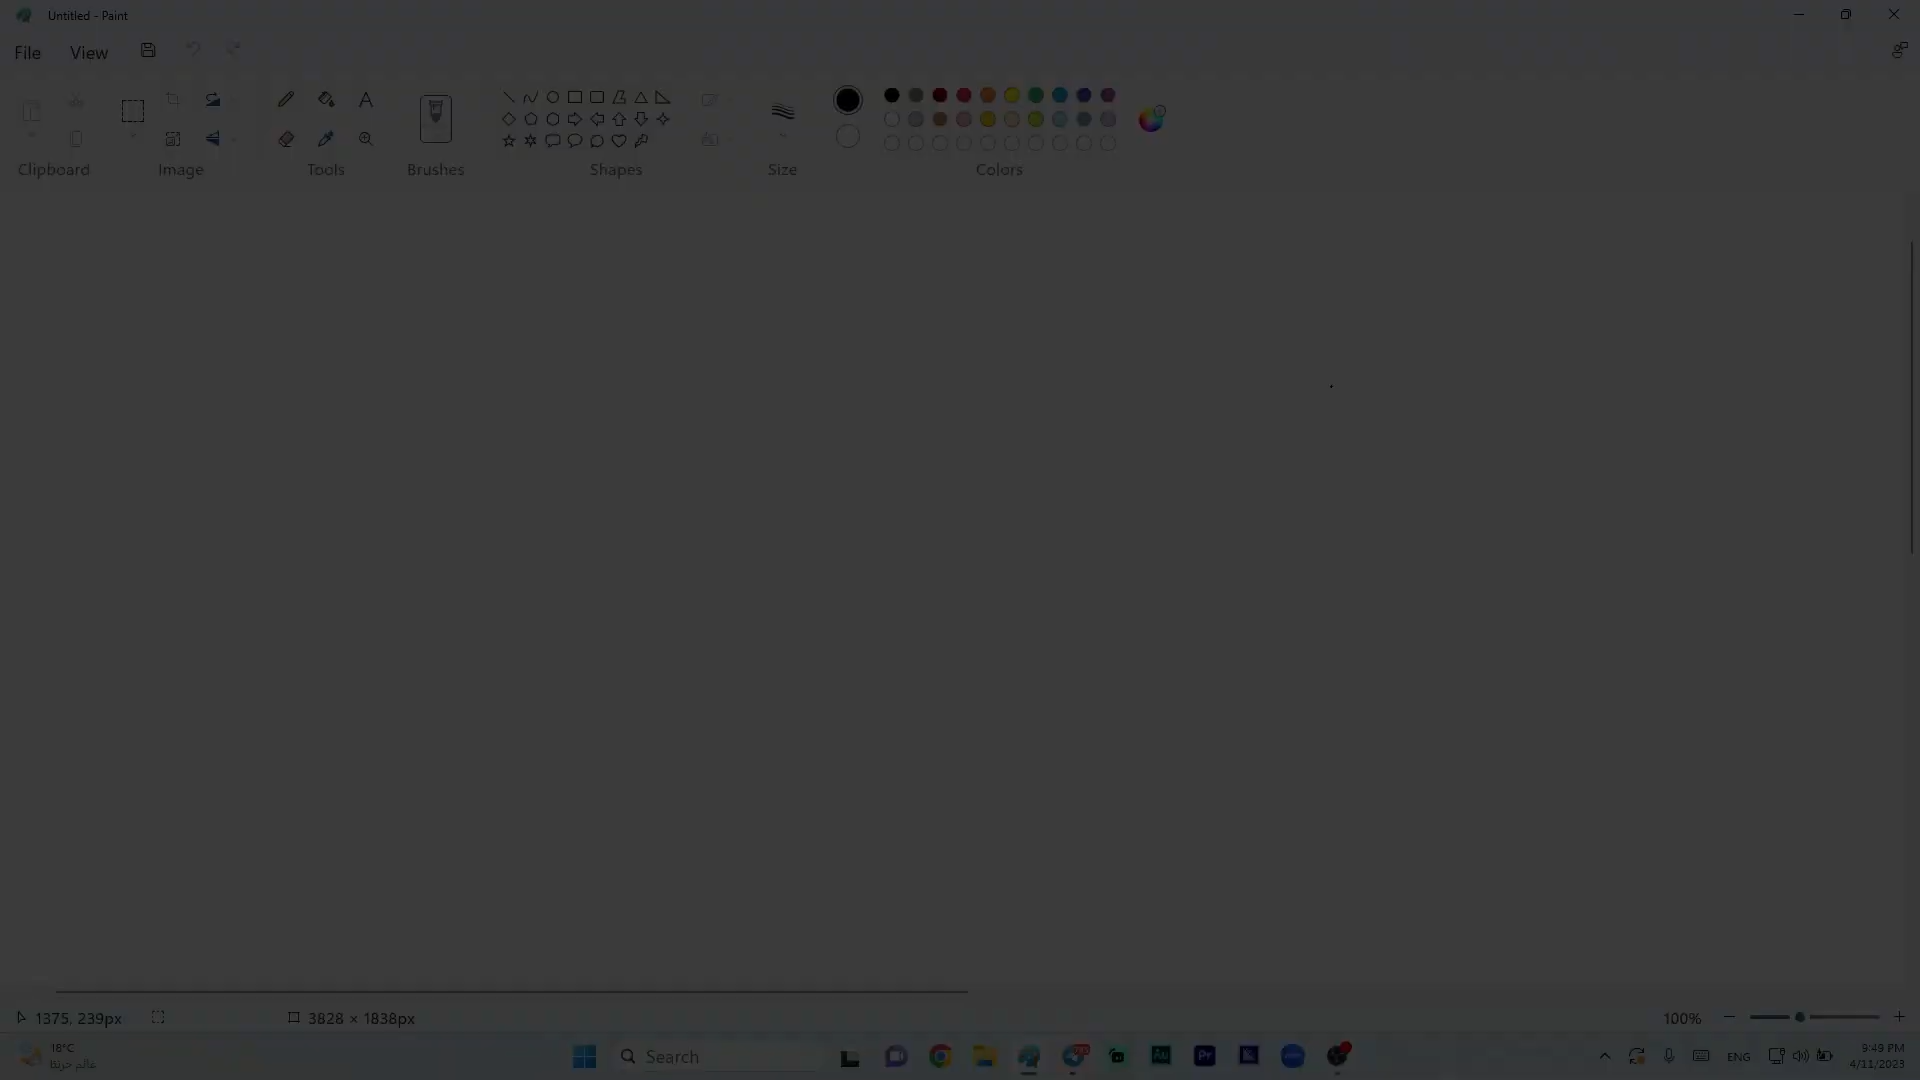 Untitled - Paint
File View
Clipboard Image Tools Brushes Shapes Size Colors
1375, 239px 3828 × 1838px 100%
18°C
Search
ENG
9:49 PM
4/11/2023